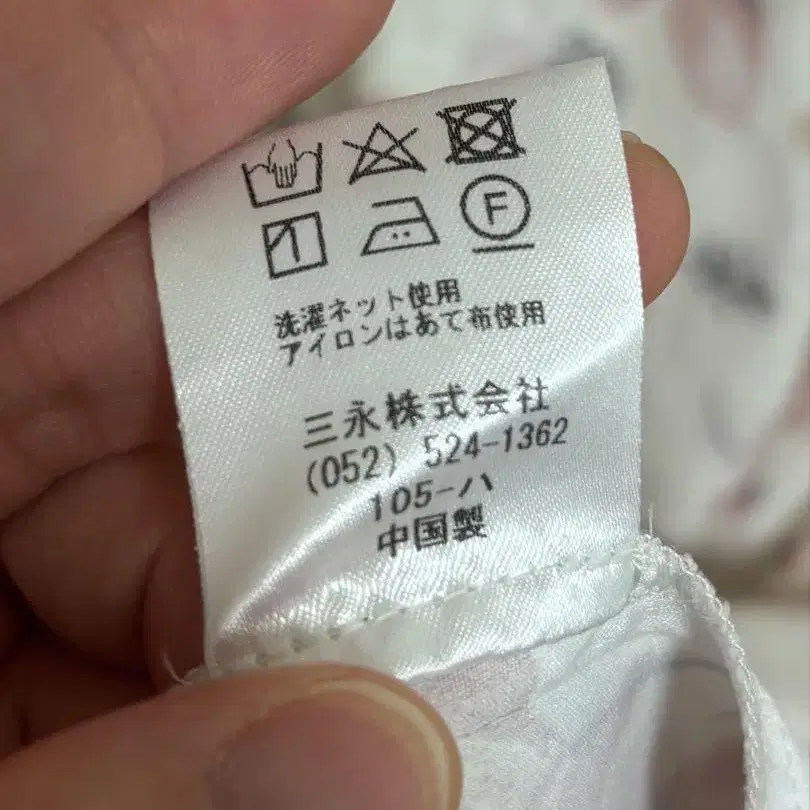 F
洗濯ネット使用
アイロンはあて布使用
三永株式会社
(052) 524-1362
105-ハ
中国製